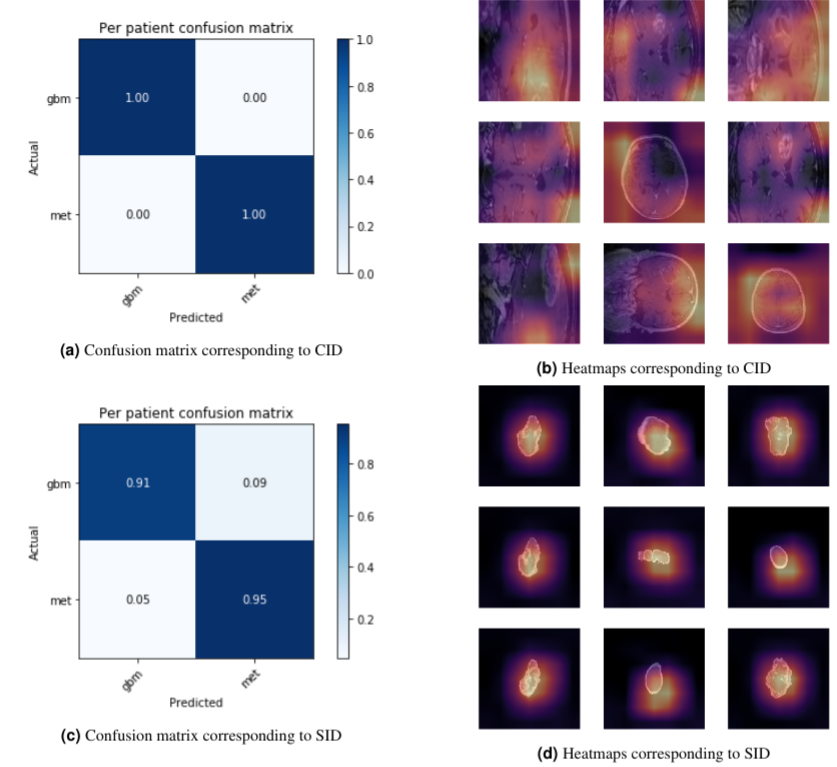 Per patient confusion matrix
1.0
0.8
0.6
0.4
0.2
0.0
Actual
gbm
1.00
0.00
met
0.00
1.00
gbm
met
Predicted
(a) Confusion matrix corresponding to CID
(b) Heatmaps corresponding to CID
Per patient confusion matrix
0.8
0.6
0.4
0.2
Actual
gbm
0.91
0.09
met
0.05
0.95
gbm
met
Predicted
(c) Confusion matrix corresponding to SID
(d) Heatmaps corresponding to SID